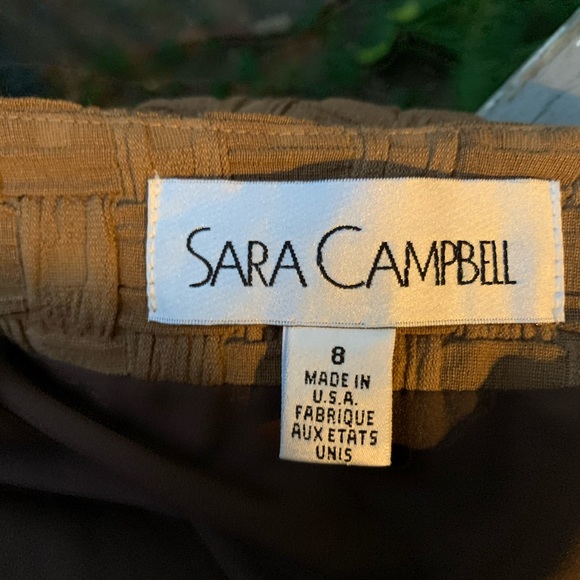 SARA CAMPBELL
8
MADE IN
U.S.A.
FABRIQUE
AUX ETATS
UNIS